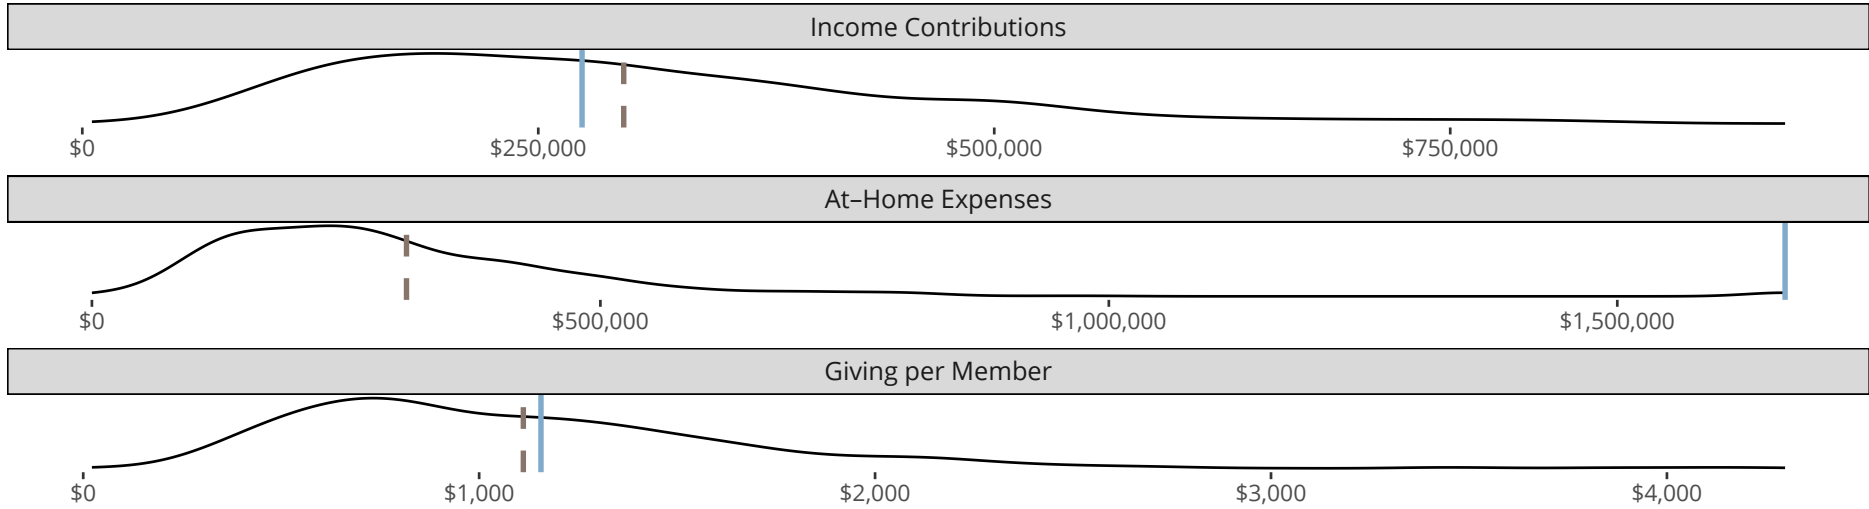 Income Contributions
$0 $250,000 $500,000 $750,000
At–Home Expenses
$0 $500,000 $1,000,000 $1,500,000
Giving per Member
$0 $1,000 $2,000 $3,000 $4,000